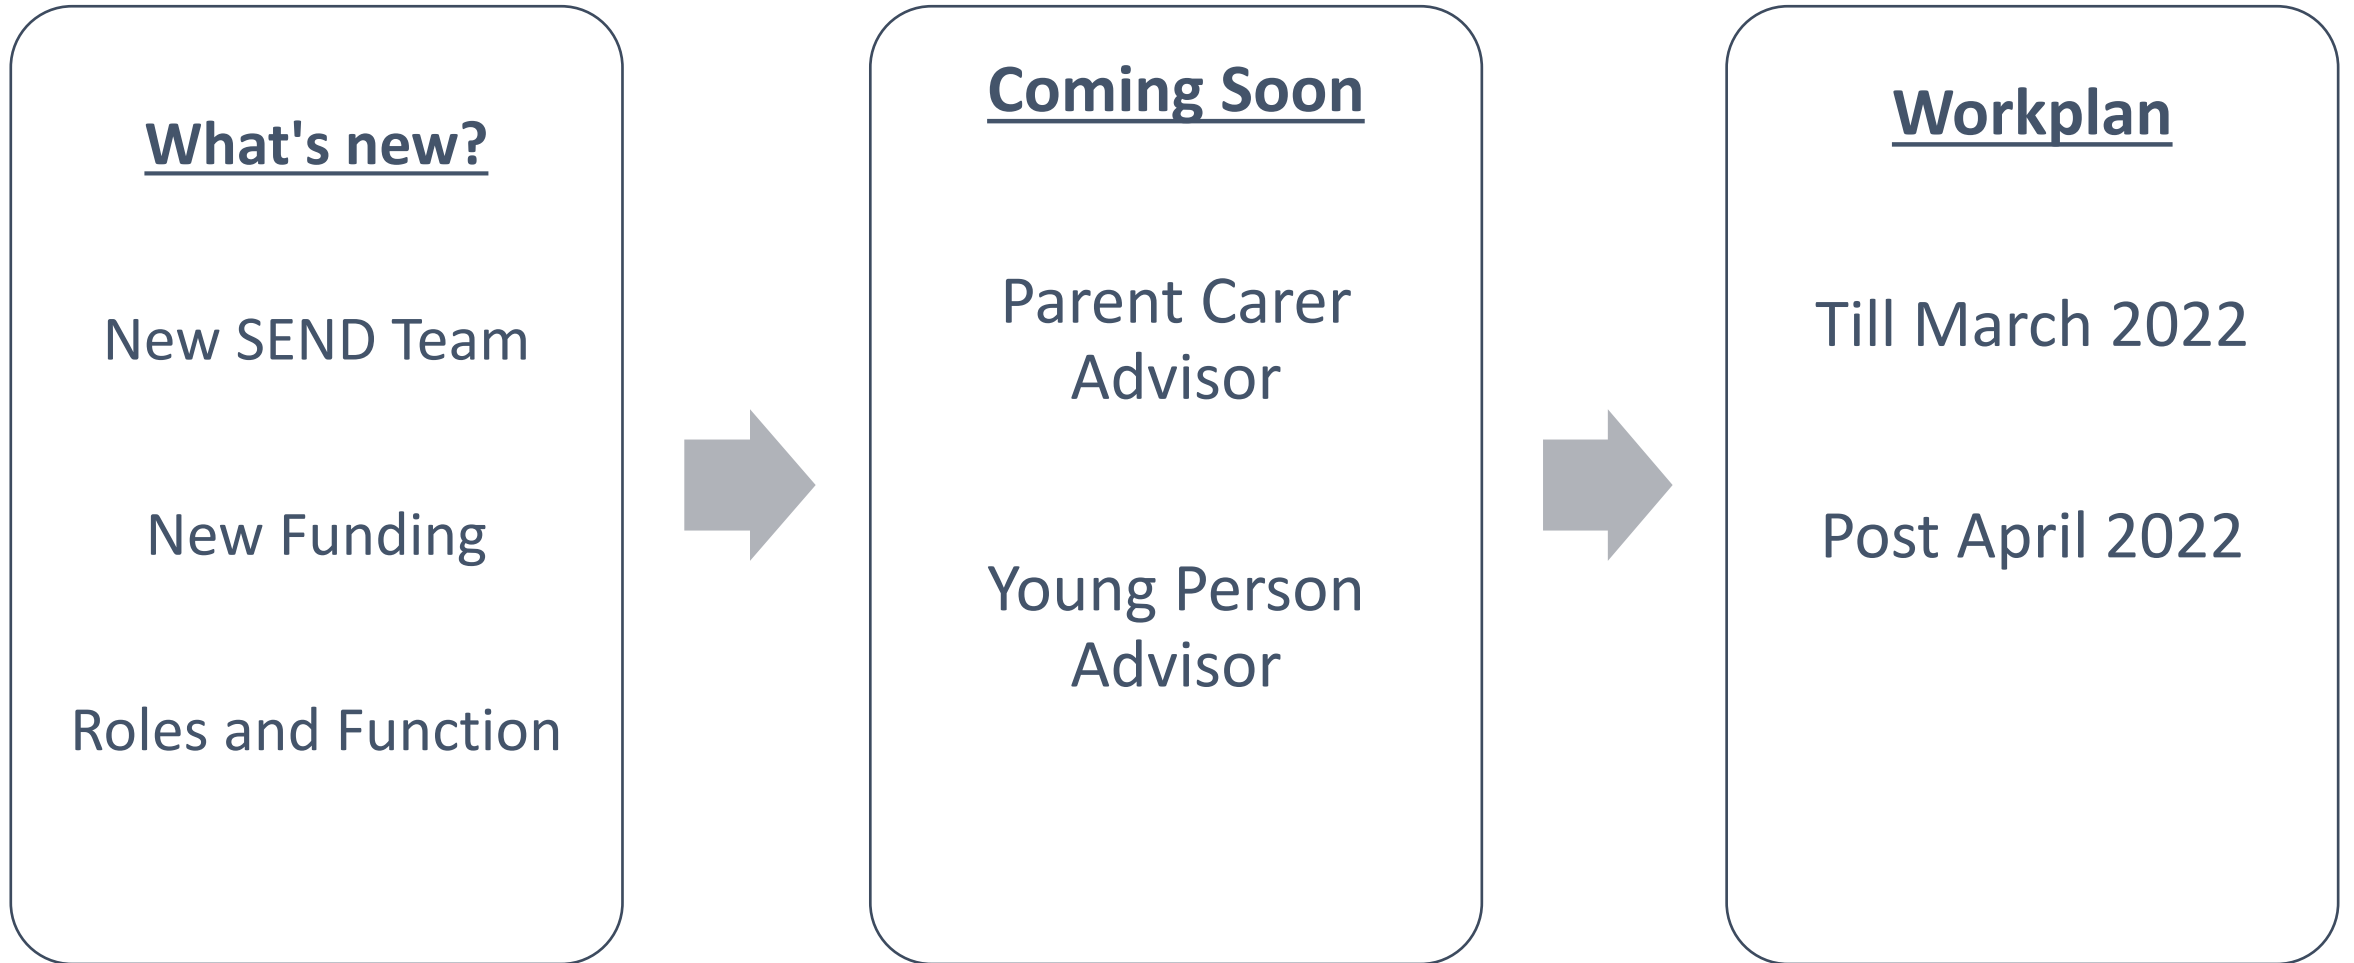 What's new?
New SEND Team
New Funding
Roles and Function
Coming Soon
Parent Carer
Advisor
Young Person
Advisor
Workplan
Till March 2022
Post April 2022